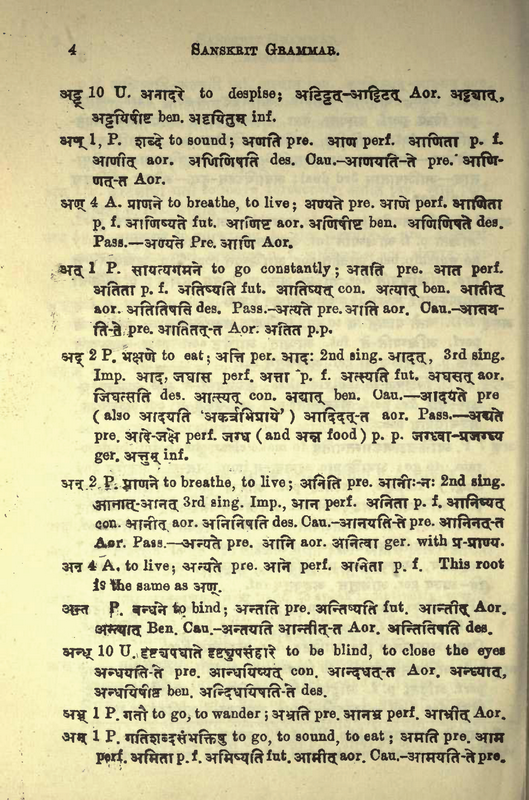 4 SANSKRIT GRAMMAR.
अट्ट् 10 U. अनादरे to despise; अटिट्टत्-आट्टिटत् Aor. अट्टयात्,
अट्टयिषीष्ट ben. अट्टयितुम् inf.
अण् 1, P. शब्दे to sound; अणति pre. आण perf. आणिता p. f.
आणीत् aor. अणिणिषति des. Cau.-आणयति-ते pre. आणि-
णत्-त Aor.
अण् 4 A. प्राणने to breathe, to live; अण्यते pre. आणे perf. आणिता
p. f. आणिष्यते fut. आणिष्ट aor. अणिषीष्ट ben. अणिणिषते des.
Pass.—अण्यते Pre. आणि Aor.
अत् 1 P. सायत्यगमने to go constantly; अतति pre. आत perf.
अतिता p. f. अतिष्यति fut. आतिष्यत् con. अत्यात् ben. आतीत्
aor. अतितिषति des. Pass.-अत्यते pre. आति aor. Cau.-आतय-
ति-ते pre. आतितत्-त Aor. अतित p.p.
अद् 2 P. भक्षणे to eat; अत्ति per. आदः 2nd sing. आदत्, 3rd sing.
Imp. आद, जघास perf. अत्ता p. f. अत्स्यति fut. अघसत् aor.
जिघत्सति des. आत्स्यत् con. अद्यात् ben. Cau.—आदयते pre
(also आदयति 'अकर्त्रभिप्राये') आदिदत्-त aor. Pass.—अद्यते
pre. आदे-जक्षे perf. जग्ध (and अन्न food) p. p. जग्ध्वा-प्रजग्ध्य
ger. अत्तुम् inf.
अन् 2 P. प्राणने to breathe, to live; अनिति pre. आनीः-नः 2nd sing.
आनात्-आनत् 3rd sing. Imp., आन perf. अनिता p. f. आनिष्यत्
con. आनीत् aor. अनिनिषति des. Cau.-आनयति-ते pre. आनिनत्-त
Aor. Pass.—अन्यते pre. आनि aor. अनित्वा ger. with प्र-प्राण्य.
अन 4 A. to live; अन्यते pre. आने perf. अनिता p. f. This root
is the same as अण्.
P. बन्धने to bind; अन्तति pre. अन्तिष्यति fut. आन्तीत् Aor.
अन्त्यात् Ben. Cau.-अन्तयति आन्तीत्-त Aor. अन्तितिषति des.
अन्ध् 10 U. दृष्ट्यपघाते दृष्ट्युपसंहारे to be blind, to close the eyes
अन्धयति-ते pre. आन्धयिष्यत् con. आन्दधत्-त Aor. अन्ध्यात्,
अन्धयिषीष्ट ben. अन्दिधयिषति-ते des.
अभ्र् 1 P. गतौ to go, to wander; अभ्रति pre. आनभ्र perf. आभ्रीत् Aor.
अम् 1 P. गतिशब्दसंभक्तिषु to go, to sound, to eat; अमति pre. आम
perf. अमिता p. f. अमिष्यति fut. आमीत् aor. Cau.-आमयति-ते pre.